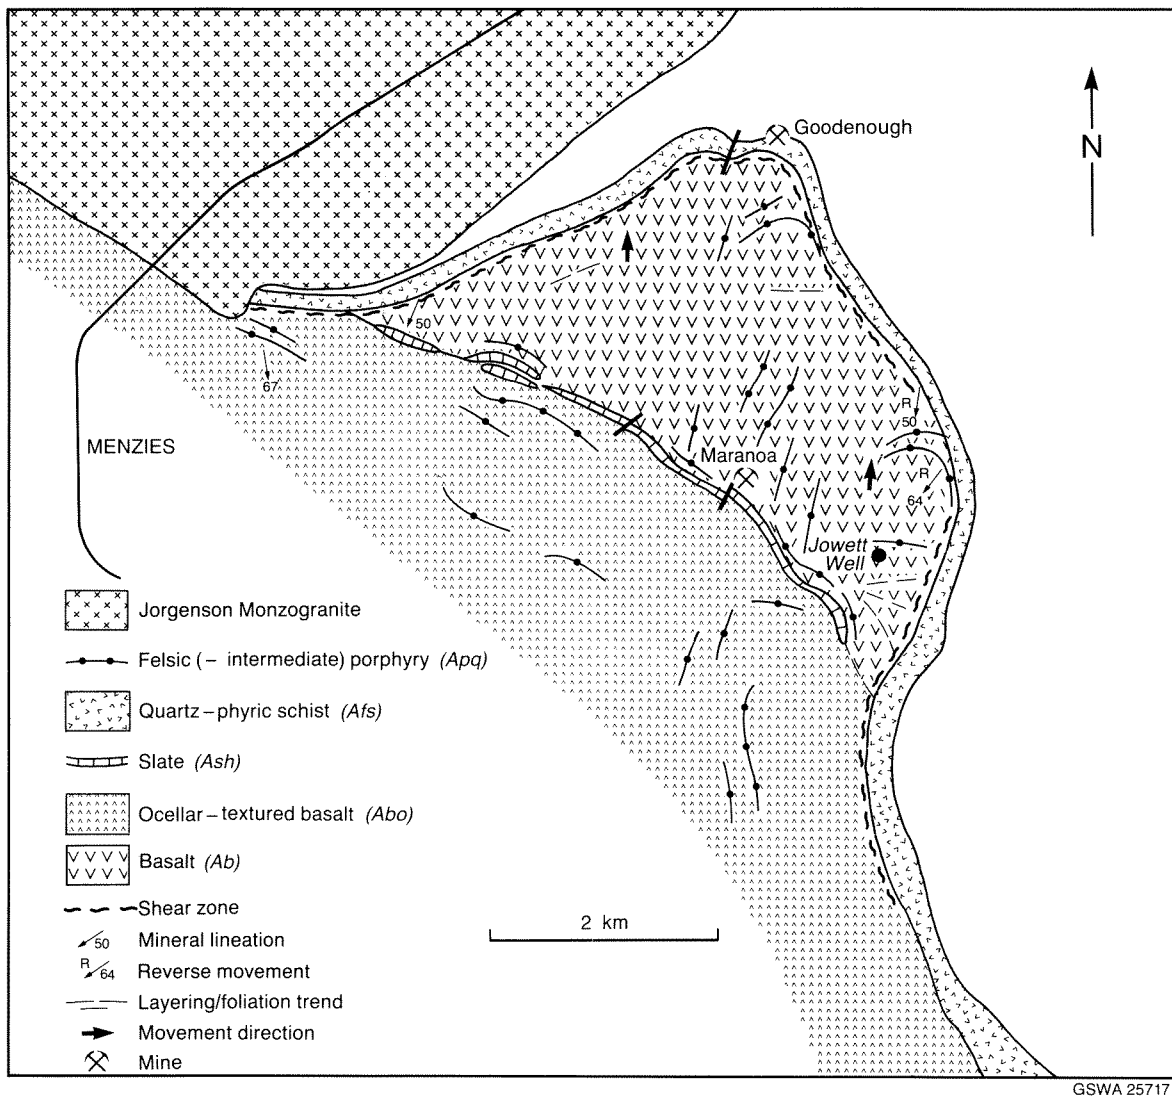 Goodenough
N
50
67
R
50
MENZIES
Maranoa
R
64
Jowett
Well
Jorgenson Monzogranite
Felsic (– intermediate) porphyry (Apq)
Quartz–phyric schist (Afs)
Slate (Ash)
Ocellar–textured basalt (Abo)
Basalt (Ab)
Shear zone
50 Mineral lineation
R 64 Reverse movement
Layering/foliation trend
Movement direction
Mine
2 km
GSWA 25717